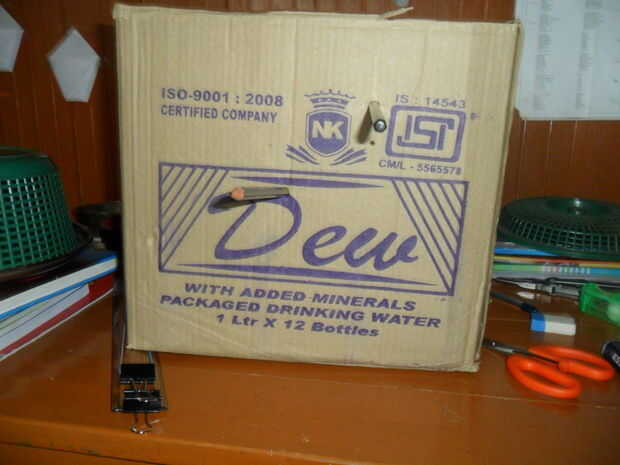 ISO-9001 : 2008
CERTIFIED COMPANY
NK
IS : 14543
ISI
CM/L - 5565578
Dew
WITH ADDED MINERALS
PACKAGED DRINKING WATER
1 Ltr X 12 Bottles